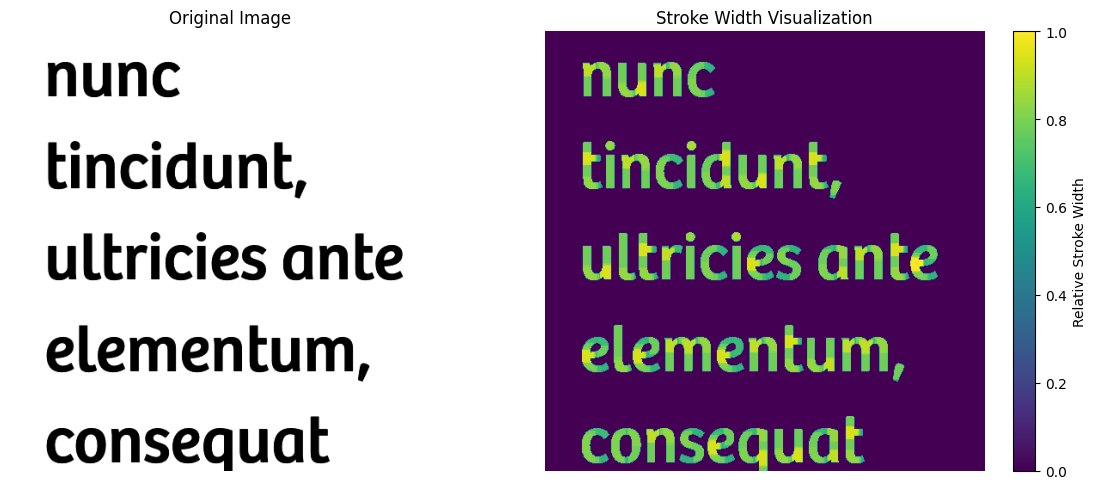 Original Image
nunc
tincidunt,
ultricies ante
elementum,
consequat
Stroke Width Visualization
nunc
tincidunt,
ultricies ante
elementum,
consequat
1.0
0.8
0.6
0.4
0.2
0.0
Relative Stroke Width